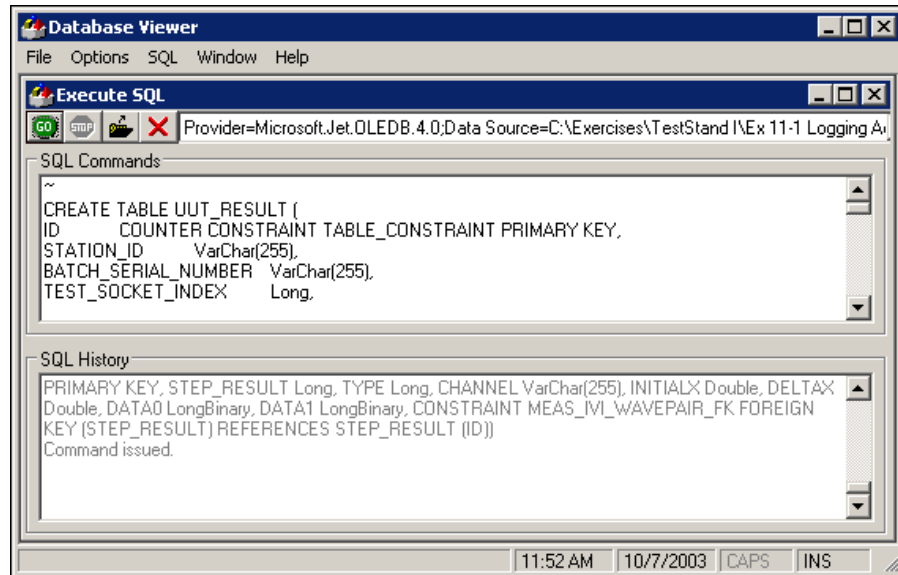 Database Viewer
File Options SQL Window Help
Execute SQL
GO STOP Provider=Microsoft.Jet.OLEDB.4.0;Data Source=C:\Exercises\TestStand I\Ex 11-1 Logging A
SQL Commands
~
CREATE TABLE UUT_RESULT (
ID COUNTER CONSTRAINT TABLE_CONSTRAINT PRIMARY KEY,
STATION_ID VarChar(255),
BATCH_SERIAL_NUMBER VarChar(255),
TEST_SOCKET_INDEX Long,
SQL History
PRIMARY KEY, STEP_RESULT Long, TYPE Long, CHANNEL VarChar(255), INITIALX Double, DELTAX
Double, DATA0 LongBinary, DATA1 LongBinary, CONSTRAINT MEAS_IVI_WAVEPAIR_FK FOREIGN
KEY (STEP_RESULT) REFERENCES STEP_RESULT (ID))
Command issued.
11:52 AM 10/7/2003 CAPS INS